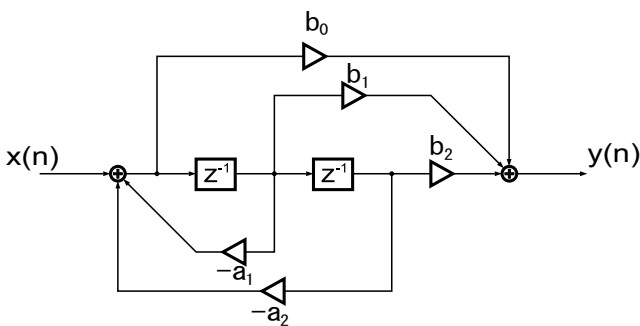 b₀
b₁
x(n)
b₂
y(n)
z⁻¹
z⁻¹
−a₁
−a₂